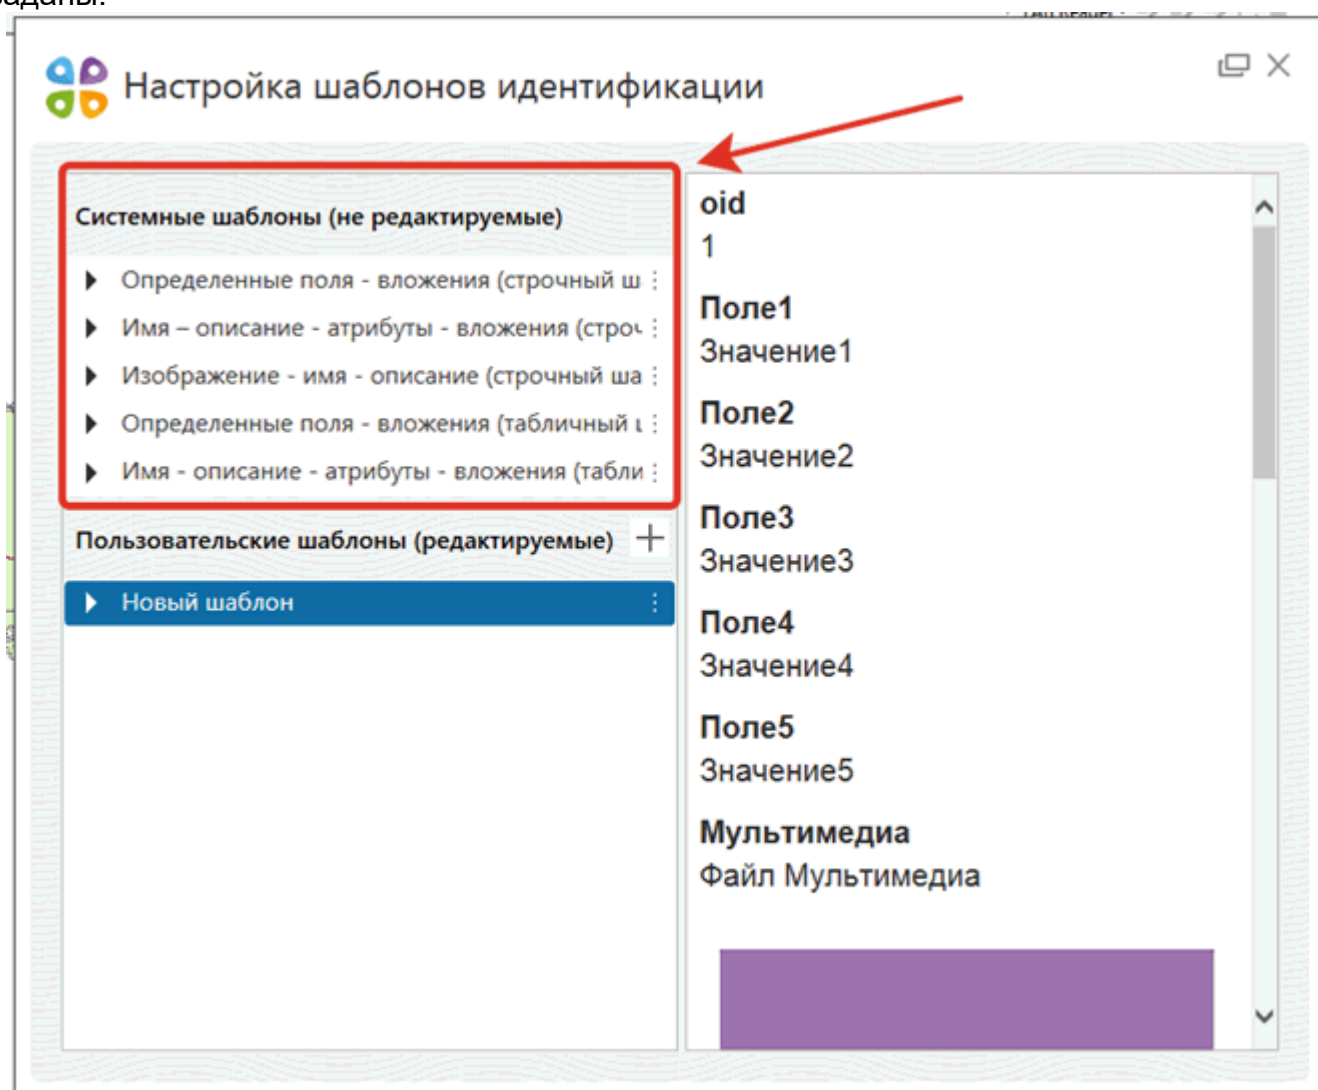 Настройка шаблонов идентификации
Системные шаблоны (не редактируемые)
Определенные поля - вложения (строчный ш
Имя – описание - атрибуты - вложения (строч
Изображение - имя - описание (строчный ша
Определенные поля - вложения (табличный
Имя - описание - атрибуты - вложения (табли
Пользовательские шаблоны (редактируемые)
Новый шаблон
oid
1
Поле1
Значение1
Поле2
Значение2
Поле3
Значение3
Поле4
Значение4
Поле5
Значение5
Мультимедиа
Файл Мультимедиа